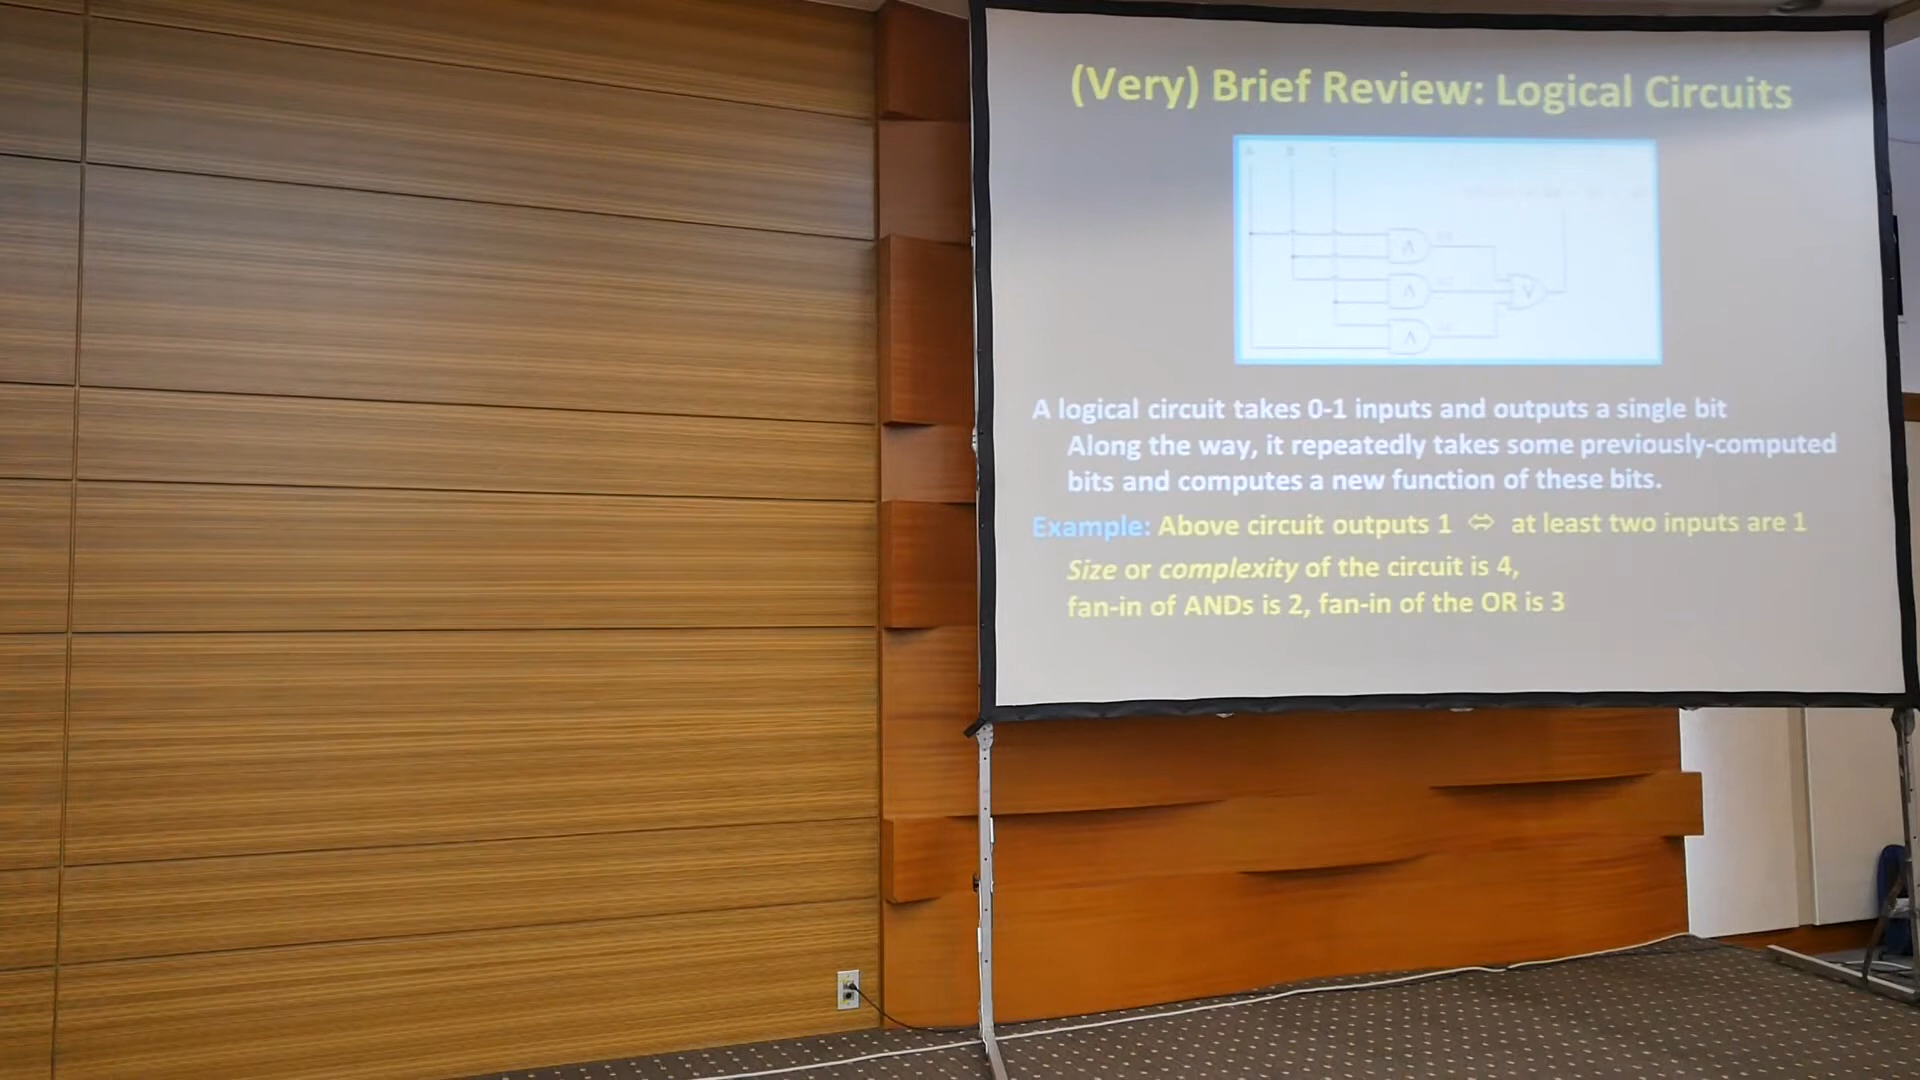 (Very) Brief Review: Logical Circuits
A B C
Λ
Λ
V
Λ
A logical circuit takes 0-1 inputs and outputs a single bit
Along the way, it repeatedly takes some previously-computed
bits and computes a new function of these bits.
Example: Above circuit outputs 1 ⇔ at least two inputs are 1
Size or complexity of the circuit is 4,
fan-in of ANDs is 2, fan-in of the OR is 3